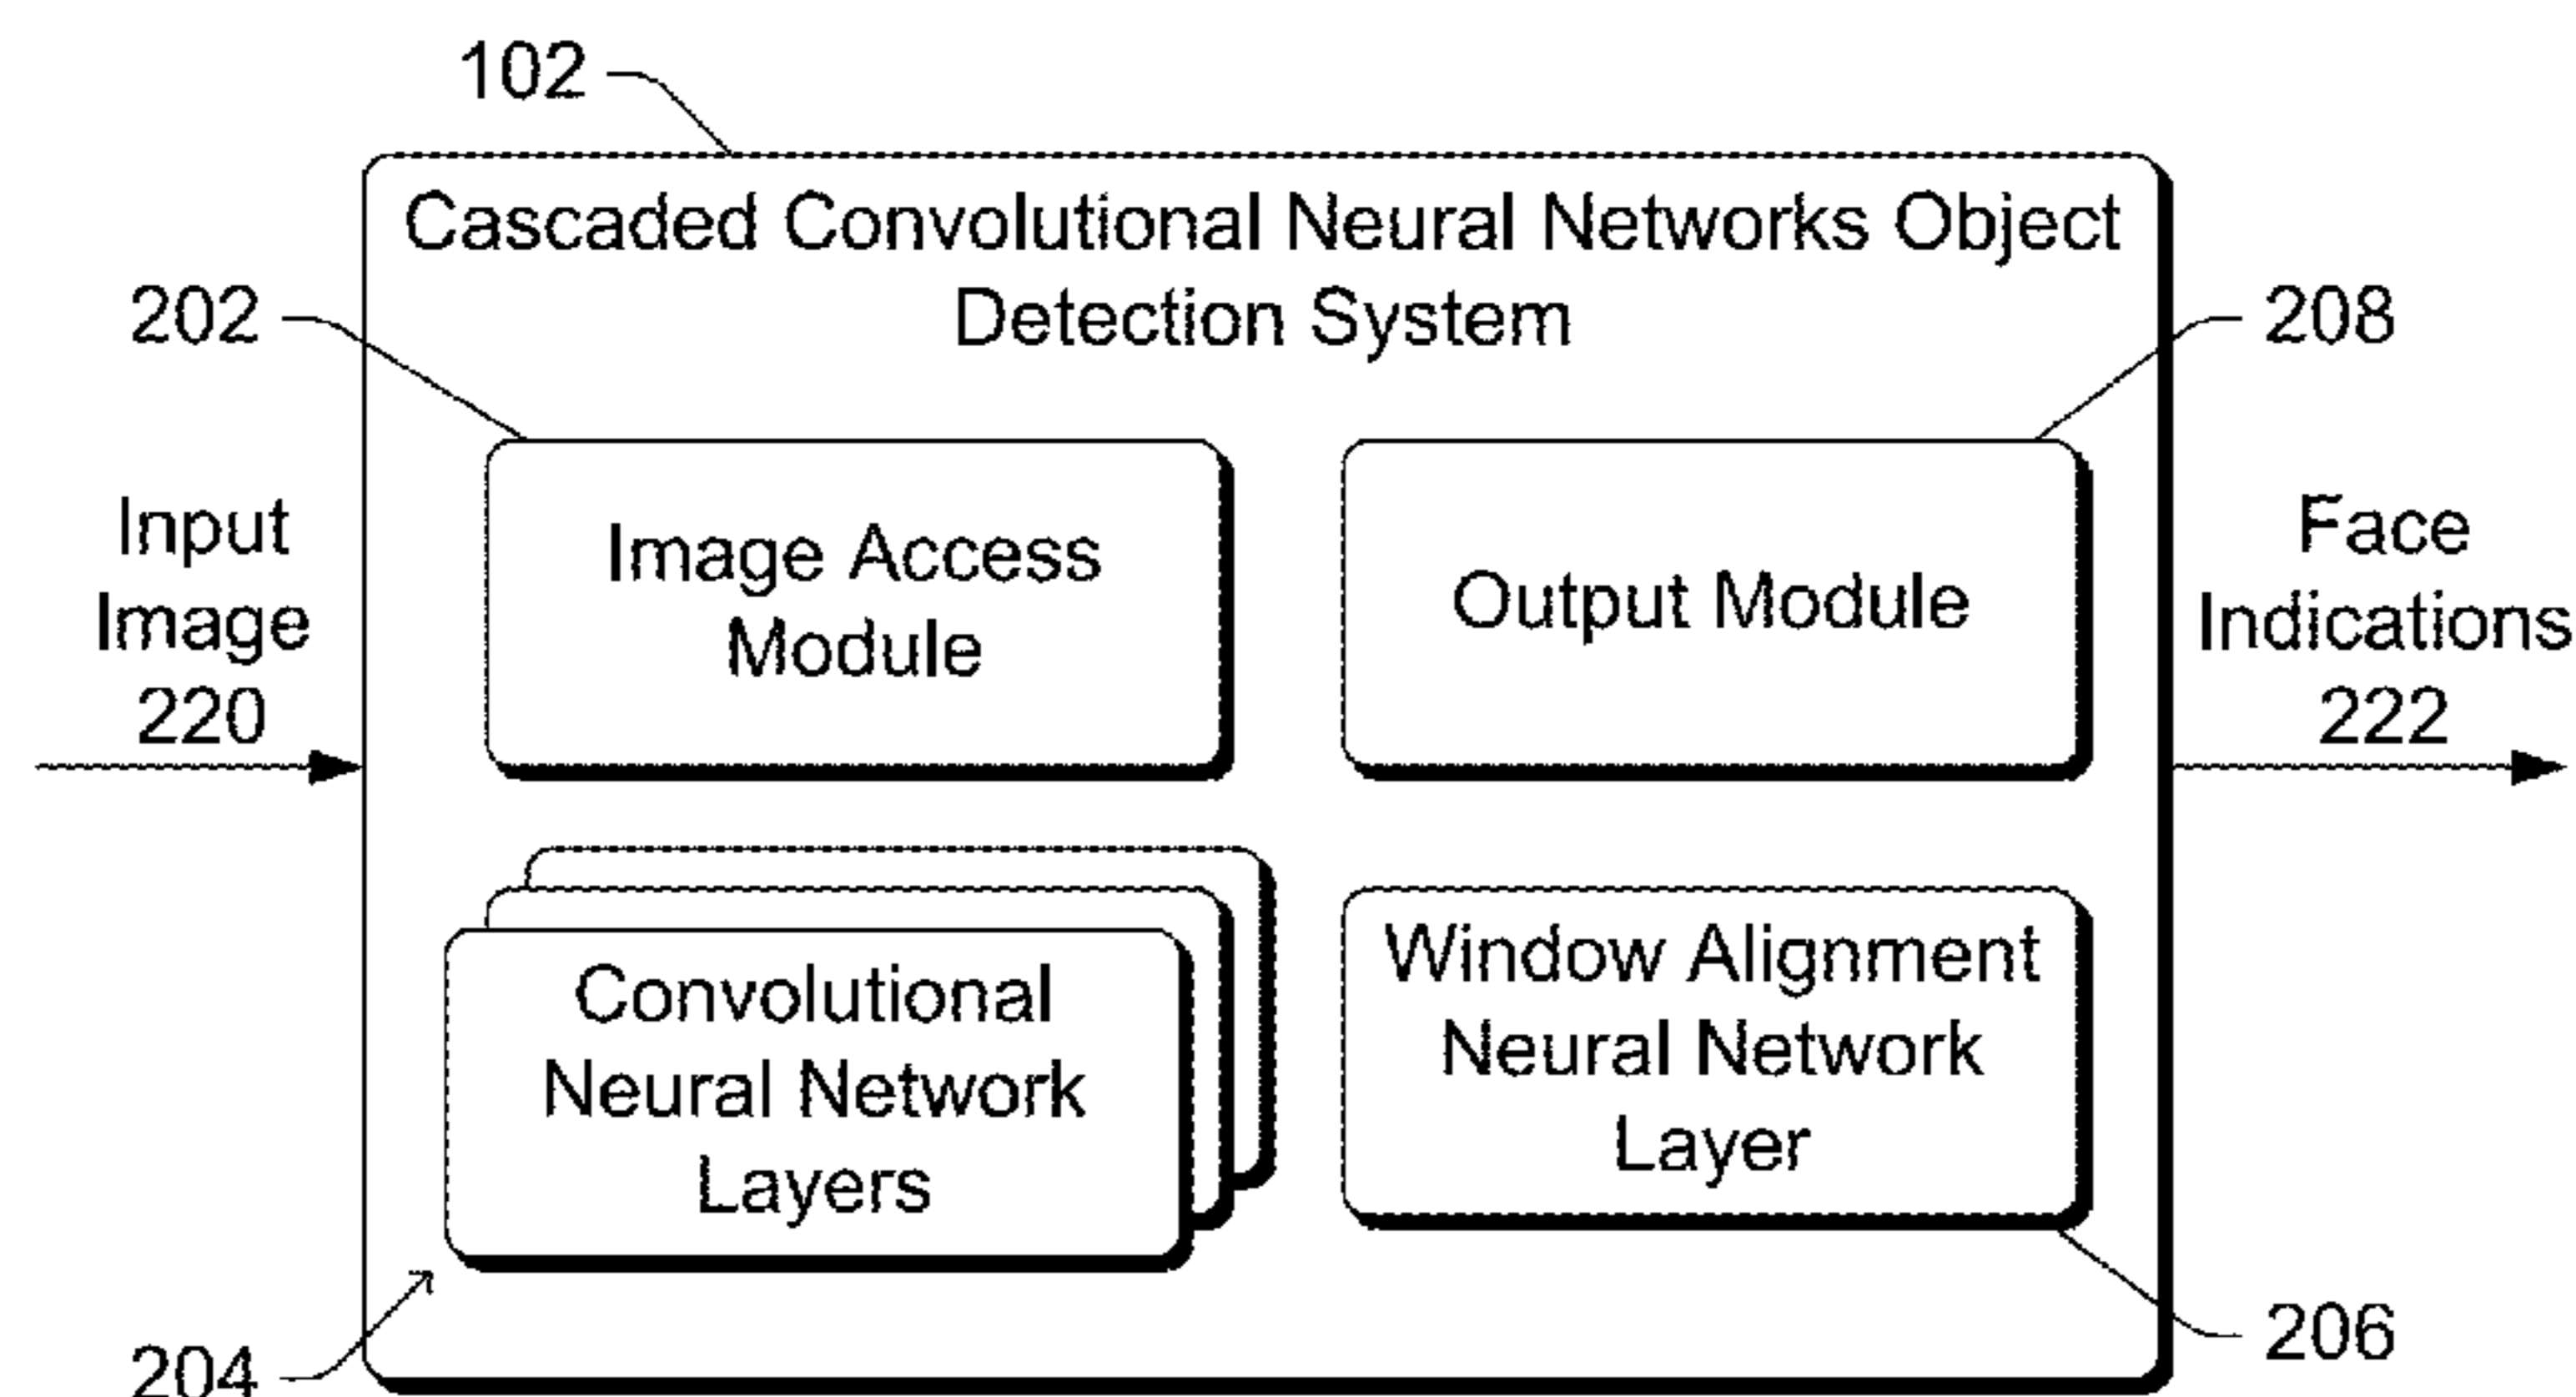 102
Cascaded Convolutional Neural Networks Object
Detection System
202
208
Input
Image
220
Image Access
Module
Output Module
Face
Indications
222
Convolutional
Neural Network
Layers
Window Alignment
Neural Network
Layer
204
206